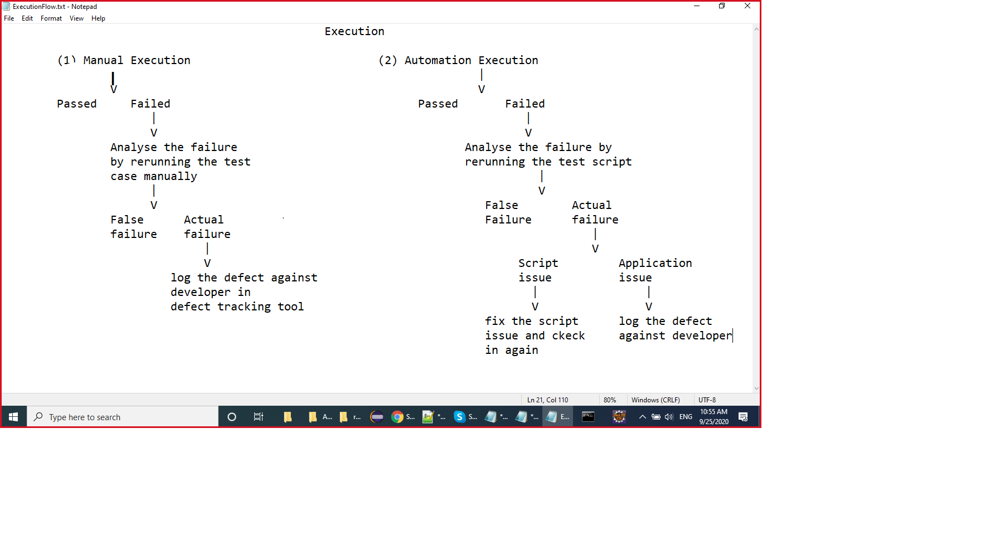 ExecutionFlow.txt - Notepad
File Edit Format View Help
Execution
(1) Manual Execution
|
V
Passed Failed
|
V
Analyse the failure
by rerunning the test
case manually
|
V
False Actual
failure failure
|
V
log the defect against
developer in
defect tracking tool
(2) Automation Execution
|
V
Passed Failed
|
V
Analyse the failure by
rerunning the test script
|
V
False Actual
Failure failure
|
V
Script Application
issue issue
| |
V V
fix the script log the defect
issue and ckeck against developer
in again
Ln 21, Col 110 80% Windows (CRLF) UTF-8
Type here to search A... r... S... *... S... *... *... E... ENG
10:55 AM
9/25/2020